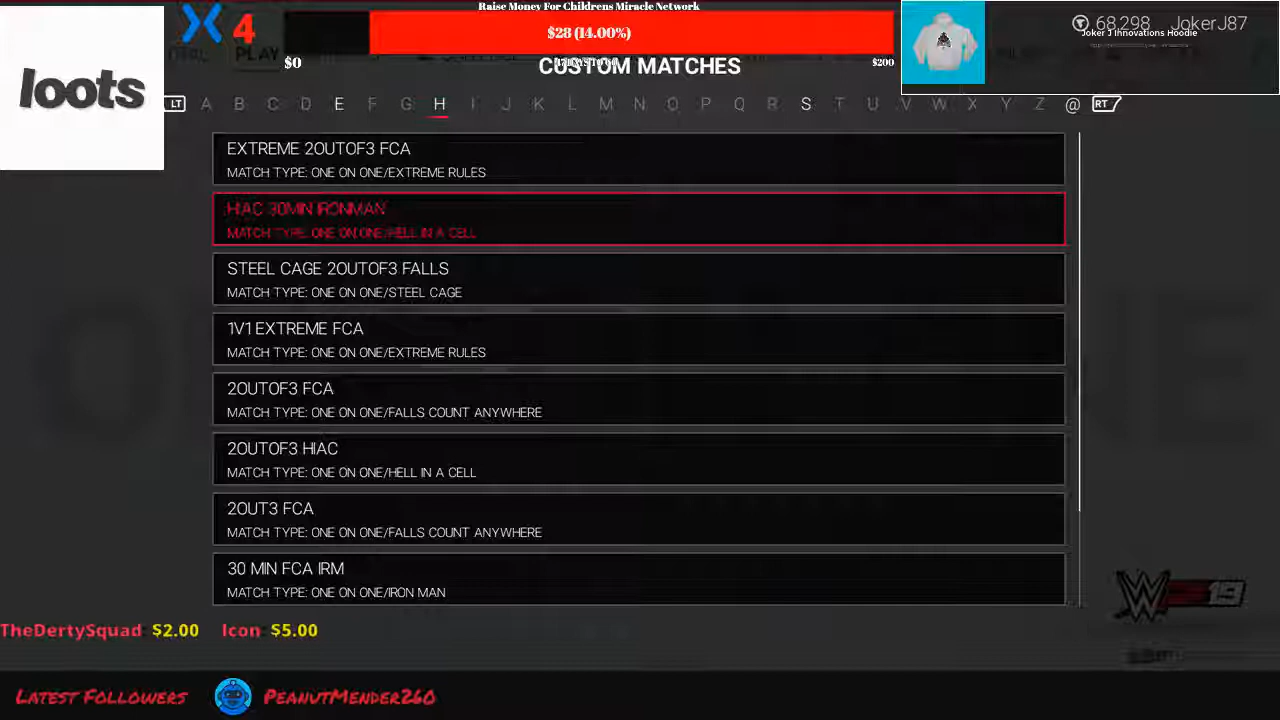 Raise Money For Childrens Miracle Network
4
$28 (14.00%)
68,298 JokerJ87
Joker J Innovations Hoodie
PLAY
$0
$200
CUSTOM MATCHES
loots
LT A B C D E F G H I J K L M N O P Q R S T U V W X Y Z @ RT
EXTREME 2OUTOF3 FCA
MATCH TYPE: ONE ON ONE/EXTREME RULES
HIAC 30MIN IRONMAN
MATCH TYPE: ONE ON ONE/HELL IN A CELL
STEEL CAGE 2OUTOF3 FALLS
MATCH TYPE: ONE ON ONE/STEEL CAGE
1V1 EXTREME FCA
MATCH TYPE: ONE ON ONE/EXTREME RULES
2OUTOF3 FCA
MATCH TYPE: ONE ON ONE/FALLS COUNT ANYWHERE
2OUTOF3 HIAC
MATCH TYPE: ONE ON ONE/HELL IN A CELL
2OUT3 FCA
MATCH TYPE: ONE ON ONE/FALLS COUNT ANYWHERE
30 MIN FCA IRM
MATCH TYPE: ONE ON ONE/IRON MAN
W 2K19
TheDertySquad: $2.00 Icon: $5.00
Latest Followers PeanutMender260